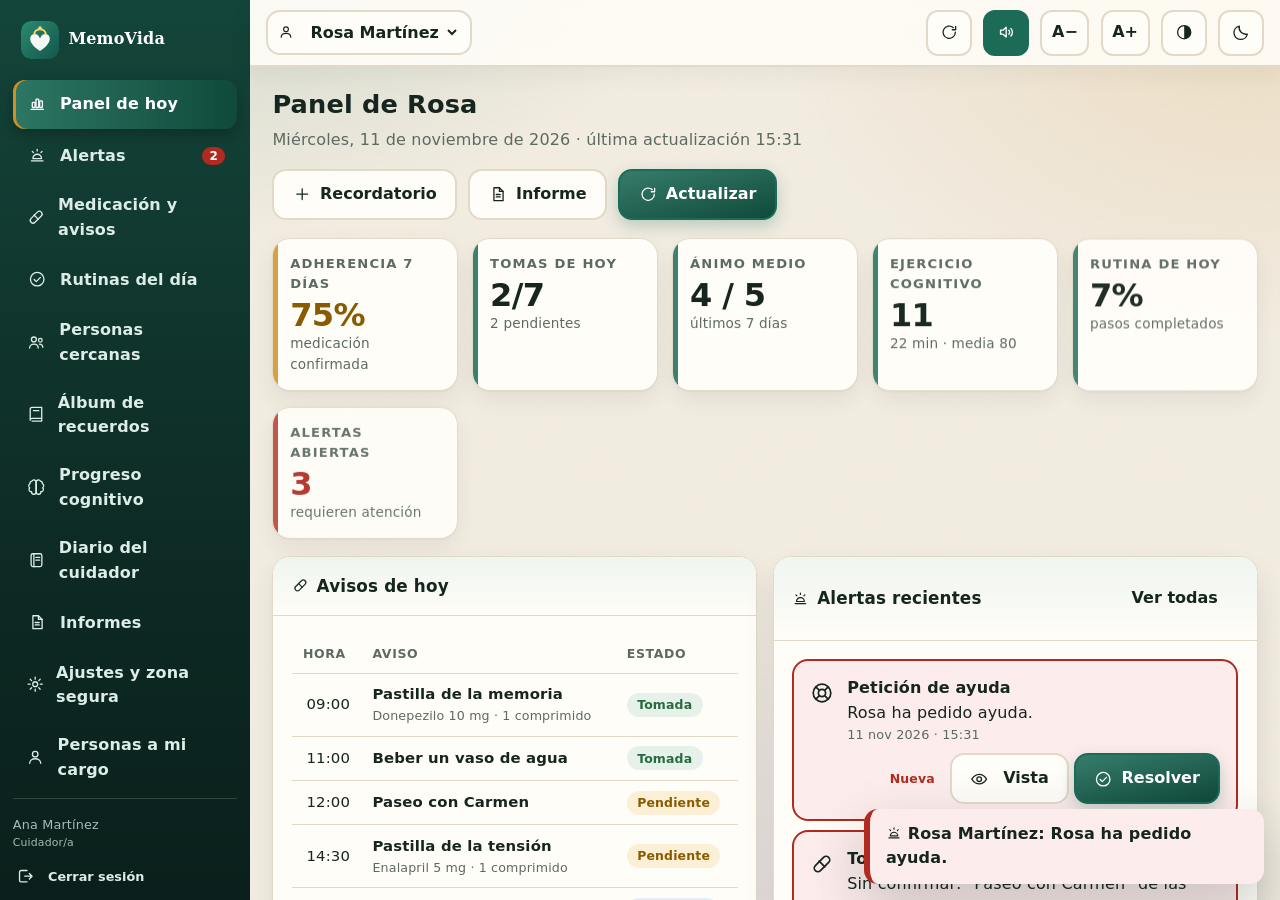 MemoVida
Rosa Martínez
A−
A+
Panel de hoy
Alertas
2
Medicación y
avisos
Rutinas del día
Personas
cercanas
Álbum de
recuerdos
Progreso
cognitivo
Diario del
cuidador
Informes
Ajustes y zona
segura
Personas a mi
cargo
Ana Martínez
Cuidador/a
Cerrar sesión
Panel de Rosa
Miércoles, 11 de noviembre de 2026 · última actualización 15:31
Recordatorio
Informe
Actualizar
ADHERENCIA 7
DÍAS
75%
medicación
confirmada
TOMAS DE HOY
2/7
2 pendientes
ÁNIMO MEDIO
4 / 5
últimos 7 días
EJERCICIO
COGNITIVO
11
22 min · media 80
RUTINA DE HOY
7%
pasos completados
ALERTAS
ABIERTAS
3
requieren atención
Avisos de hoy
HORA AVISO ESTADO
09:00 Pastilla de la memoria Tomada
Donepezilo 10 mg · 1 comprimido
11:00 Beber un vaso de agua Tomada
12:00 Paseo con Carmen Pendiente
14:30 Pastilla de la tensión Pendiente
Enalapril 5 mg · 1 comprimido
Alertas recientes
Ver todas
Petición de ayuda
Rosa ha pedido ayuda.
11 nov 2026 · 15:31
Nueva
Vista
Resolver
Rosa Martínez: Rosa ha pedido
ayuda.